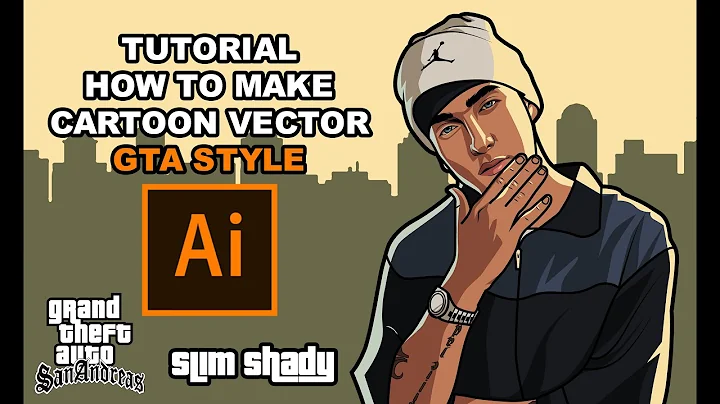 TUTORIAL
HOW TO MAKE
CARTOON VECTOR
GTA STYLE
Ai
grand
theft
auto
San Andreas
slim shady